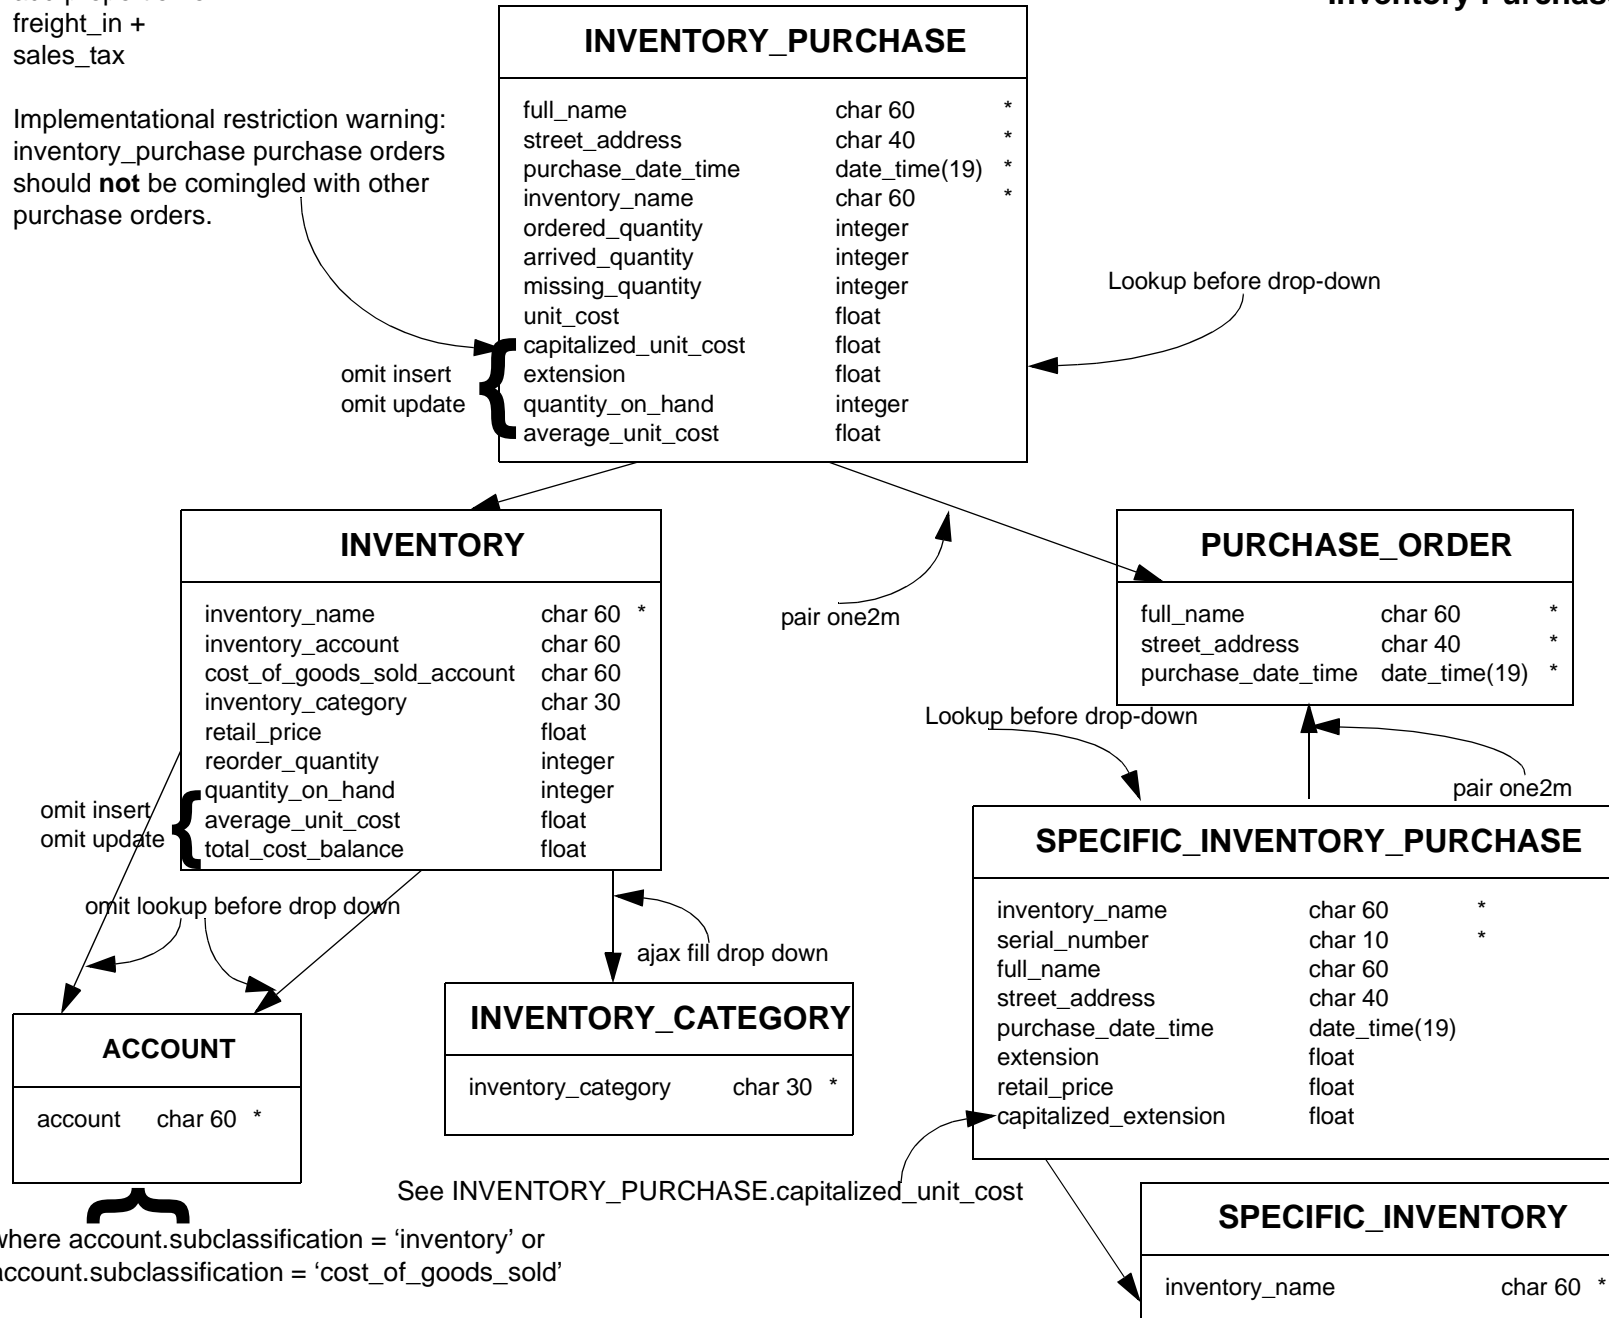 freight_in +
sales_tax
Implementational restriction warning:
inventory_purchase purchase orders
should not be comingled with other
purchase orders.
Inventory Purchas
INVENTORY_PURCHASE
full_name char 60 *
street_address char 40 *
purchase_date_time date_time(19) *
inventory_name char 60 *
ordered_quantity integer
arrived_quantity integer
missing_quantity integer
unit_cost float
capitalized_unit_cost float
extension float
quantity_on_hand integer
average_unit_cost float
omit insert
omit update
Lookup before drop-down
INVENTORY
inventory_name char 60 *
inventory_account char 60
cost_of_goods_sold_account char 60
inventory_category char 30
retail_price float
reorder_quantity integer
quantity_on_hand integer
average_unit_cost float
total_cost_balance float
omit insert
omit update
pair one2m
PURCHASE_ORDER
full_name char 60 *
street_address char 40 *
purchase_date_time date_time(19) *
Lookup before drop-down
pair one2m
omit lookup before drop down
ajax fill drop down
SPECIFIC_INVENTORY_PURCHASE
inventory_name char 60 *
serial_number char 10 *
full_name char 60
street_address char 40
purchase_date_time date_time(19)
extension float
retail_price float
capitalized_extension float
ACCOUNT
account char 60 *
INVENTORY_CATEGORY
inventory_category char 30 *
See INVENTORY_PURCHASE.capitalized_unit_cost
where account.subclassification = ‘inventory’ or
account.subclassification = ‘cost_of_goods_sold’
SPECIFIC_INVENTORY
inventory_name char 60 *